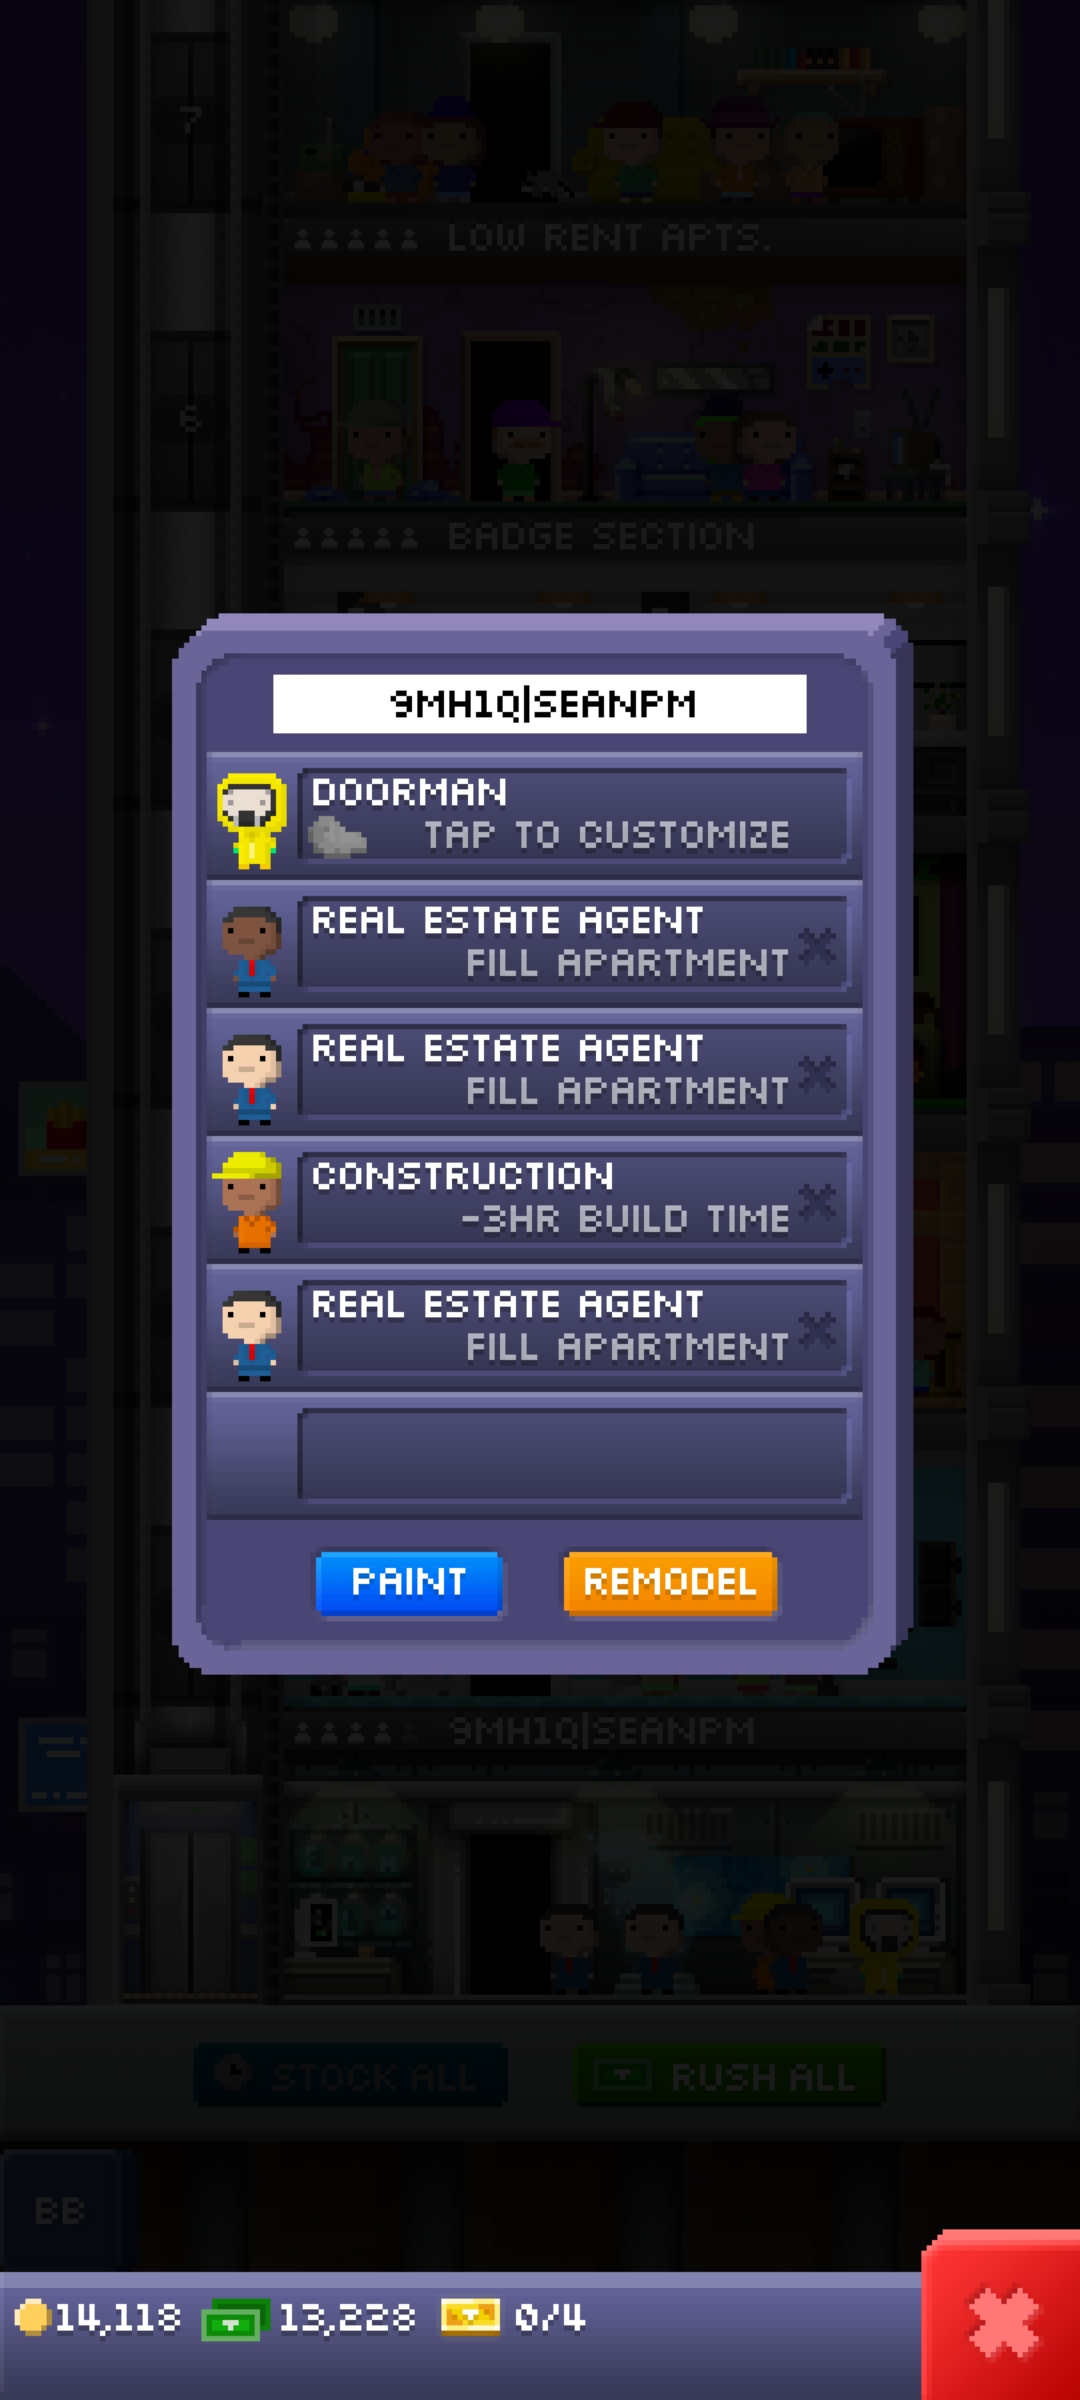 7
LOW RENT APTS.
6
BADGE SECTION
9MH1Q|SEANPM
DOORMAN
TAP TO CUSTOMIZE
REAL ESTATE AGENT
FILL APARTMENT
REAL ESTATE AGENT
FILL APARTMENT
CONSTRUCTION
-3HR BUILD TIME
REAL ESTATE AGENT
FILL APARTMENT
PAINT
REMODEL
9MH1Q|SEANPM
STOCK ALL
RUSH ALL
BB
14,118
13,228
0/4